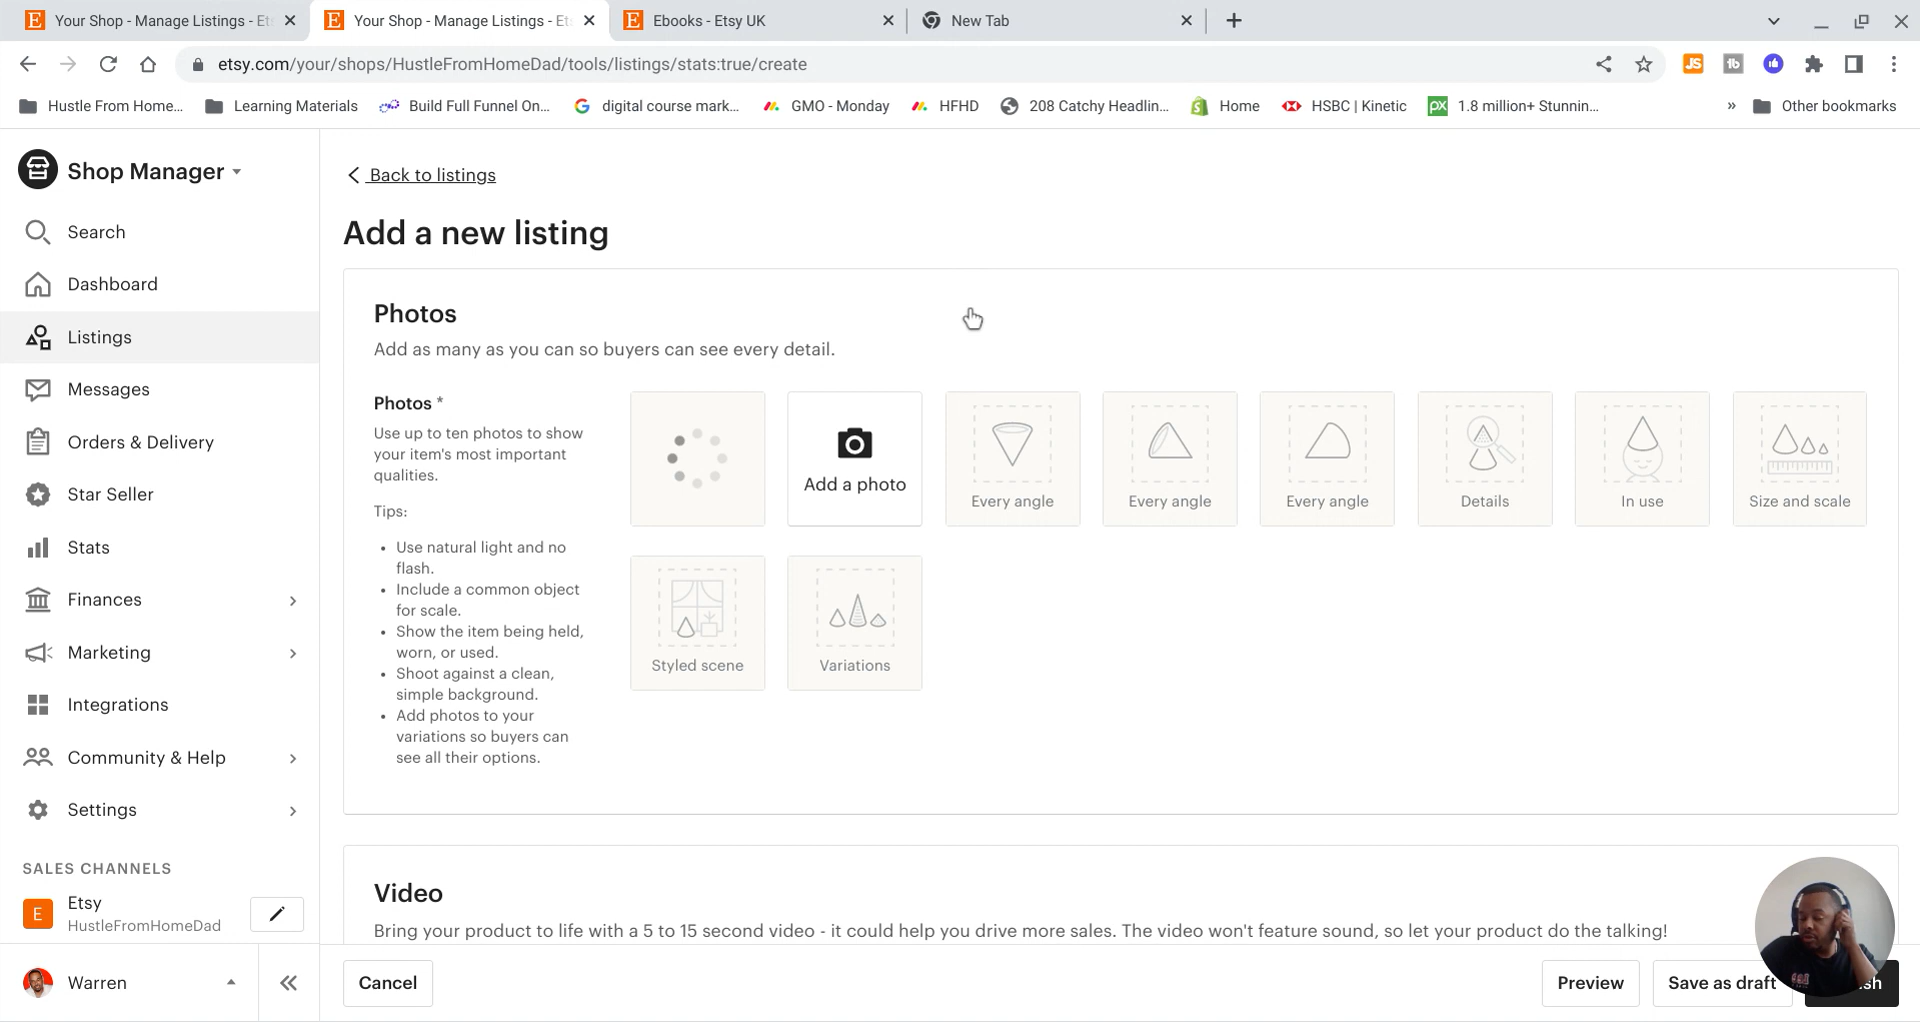 Your Shop - Manage Listings - Ets
Your Shop - Manage Listings - Ets
Ebooks - Etsy UK
New Tab
etsy.com/your/shops/HustleFromHomeDad/tools/listings/stats:true/create
Hustle From Home...
Learning Materials
Build Full Funnel On...
digital course mark...
GMO - Monday
HFHD
208 Catchy Headlin...
Home
HSBC | Kinetic
1.8 million+ Stunnin...
» Other bookmarks
Shop Manager
Search
Dashboard
Listings
Messages
Orders & Delivery
Star Seller
Stats
Finances
Marketing
Integrations
Community & Help
Settings
SALES CHANNELS
E
Etsy
HustleFromHomeDad
Warren
Back to listings
Add a new listing
Photos
Add as many as you can so buyers can see every detail.
Photos *
Use up to ten photos to show
your item's most important
qualities.
Tips:
• Use natural light and no
flash.
• Include a common object
for scale.
• Show the item being held,
worn, or used.
• Shoot against a clean,
simple background.
• Add photos to your
variations so buyers can
see all their options.
Add a photo
Every angle
Every angle
Every angle
Details
In use
Size and scale
Styled scene
Variations
Video
Bring your product to life with a 5 to 15 second video - it could help you drive more sales. The video won't feature sound, so let your product do the talking!
Cancel
Preview
Save as draft
sh